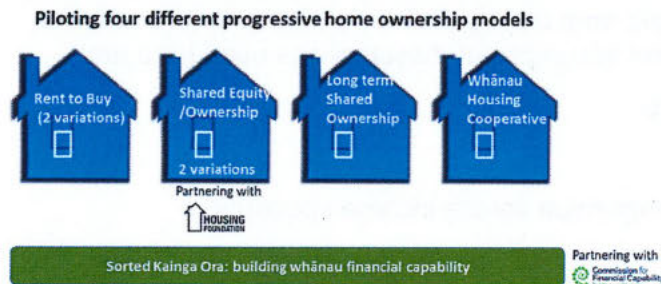 Piloting four different progressive home ownership models
Rent to Buy
(2 variations)
Shared Equity
/Ownership
2 variations
Long term
Shared
Ownership
Whānau
Housing
Cooperative
Partnering with
HOUSING
FOUNDATION
Sorted Kainga Ora: building whānau financial capability
Partnering with
Commission for
Financial Capability